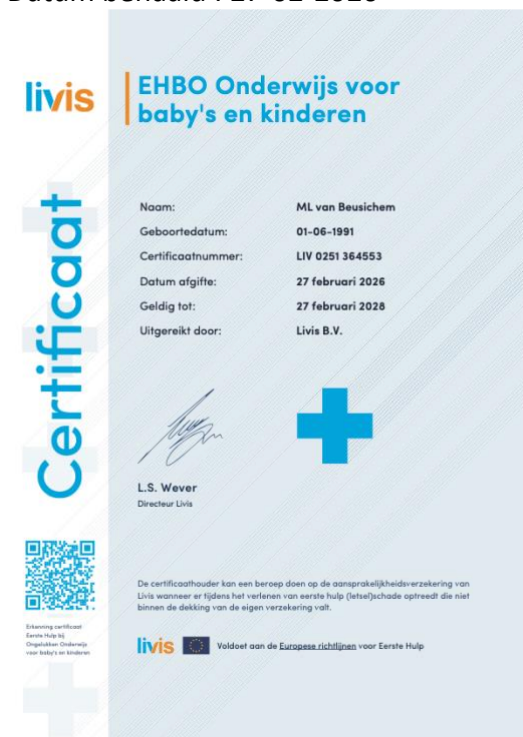 livis
EHBO Onderwijs voor
baby's en kinderen
Certificaat
Naam: ML van Beusichem
Geboortedatum: 01-06-1991
Certificaatnummer: LIV 0251 364553
Datum afgifte: 27 februari 2026
Geldig tot: 27 februari 2028
Uitgereikt door: Livis B.V.
L.S. Wever
Directeur Livis
Erkenning certificaat
Eerste Hulp bij
Ongelukken Onderwijs
voor baby's en kinderen
De certificaathouder kan een beroep doen op de aansprakelijkheidsverzekering van
Livis wanneer er tijdens het verlenen van eerste hulp (letsel)schade optreedt die niet
binnen de dekking van de eigen verzekering valt.
livis Voldoet aan de Europese richtlijnen voor Eerste Hulp